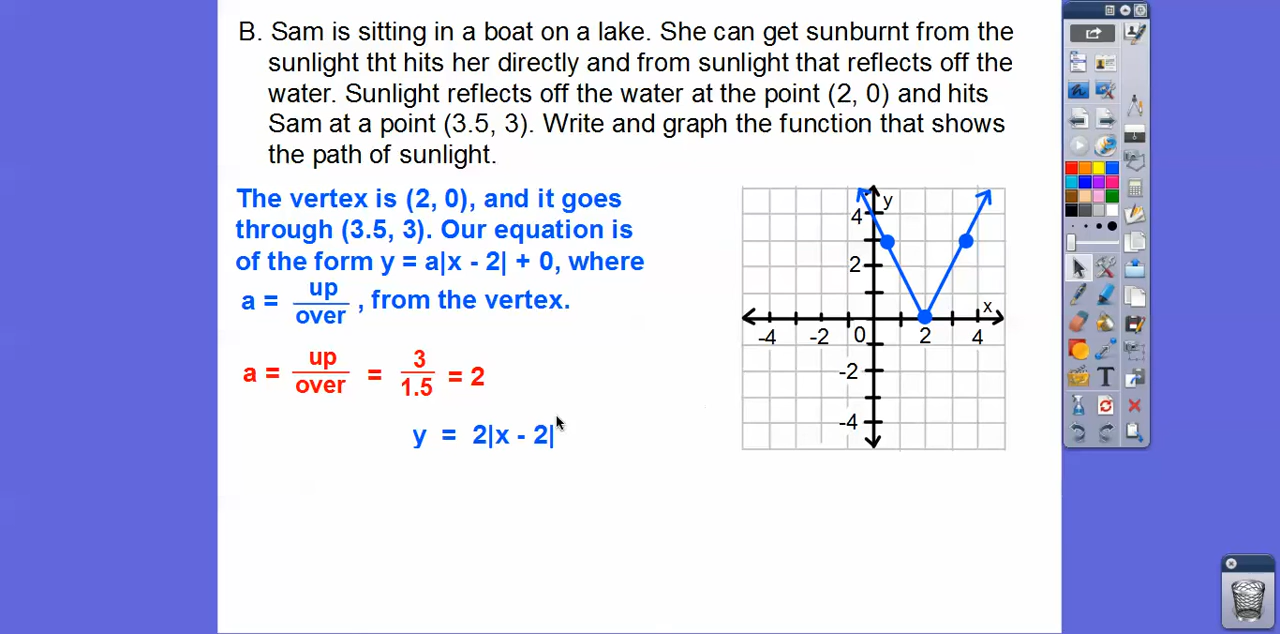 B. Sam is sitting in a boat on a lake. She can get sunburnt from the
sunlight tht hits her directly and from sunlight that reflects off the
water. Sunlight reflects off the water at the point (2, 0) and hits
Sam at a point (3.5, 3). Write and graph the function that shows
the path of sunlight.
The vertex is (2, 0), and it goes
through (3.5, 3). Our equation is
of the form y = a|x - 2| + 0, where
a = up/over, from the vertex.
a = up/over = 3/1.5 = 2
y = 2|x - 2|
y
4
2
x
-4 -2 0 2 4
-2
-4
T